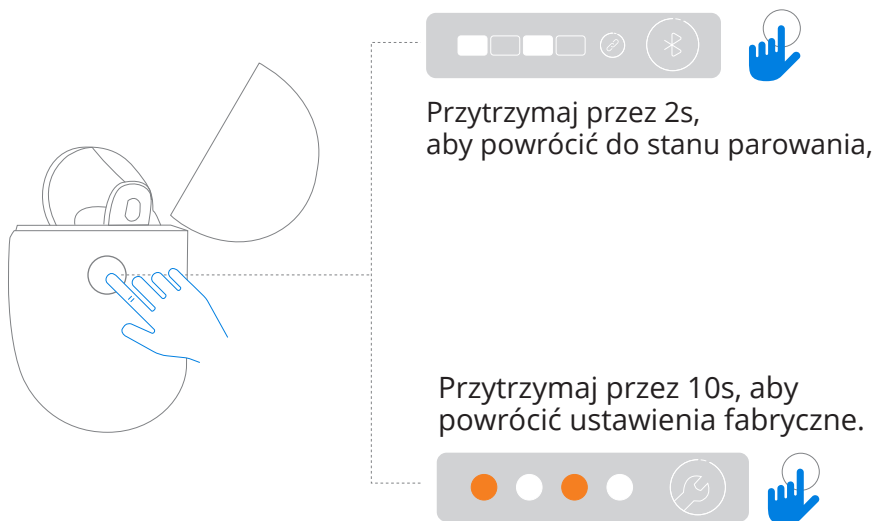 Przytrzymaj przez 2s,
aby powrócić do stanu parowania,
Przytrzymaj przez 10s, aby
powrócić ustawienia fabryczne.